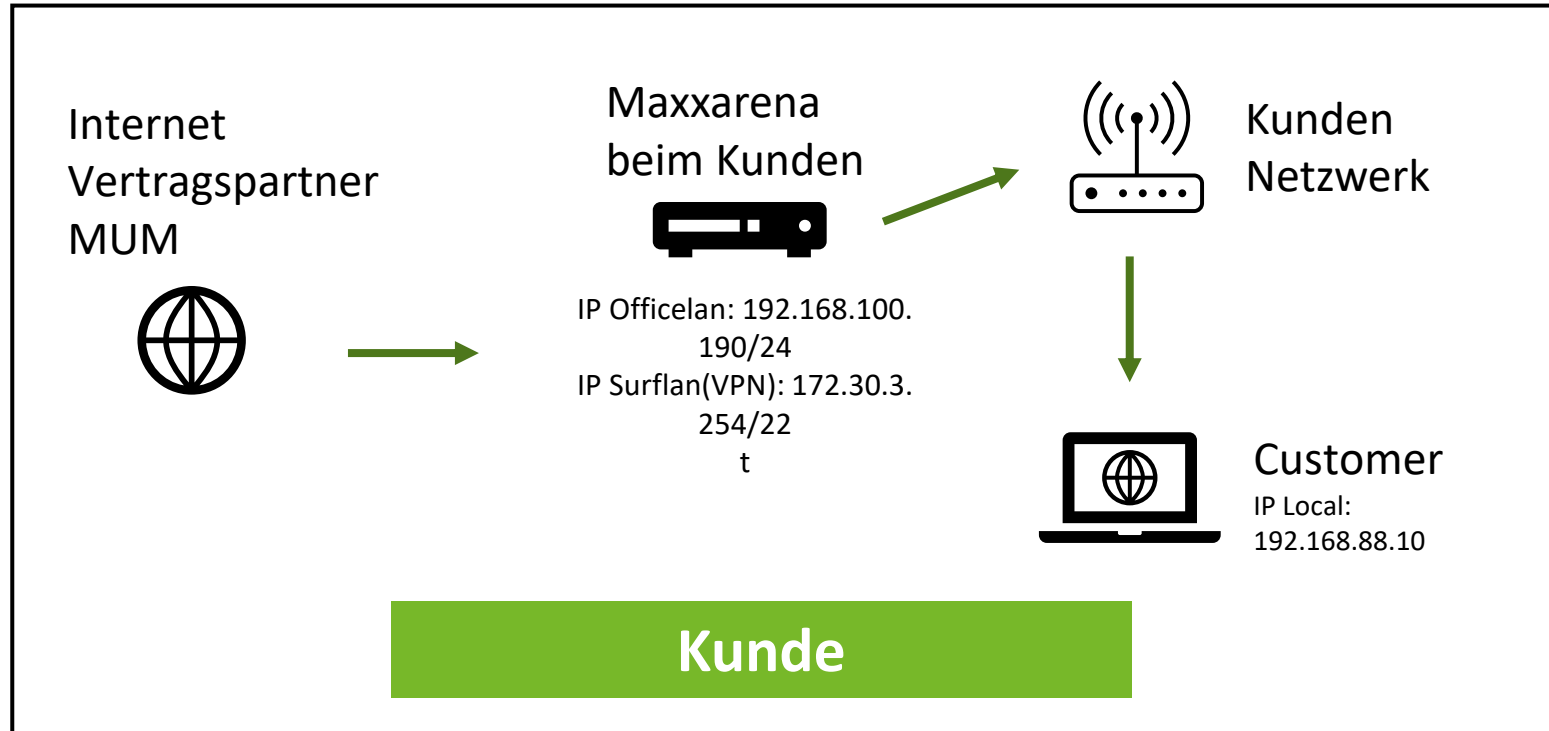 Internet
Vertragspartner
MUM
Maxxarena
beim Kunden
IP Officelan: 192.168.100.
190/24
IP Surflan(VPN): 172.30.3.
254/22
t
Kunden
Netzwerk
Customer
IP Local:
192.168.88.10
Kunde